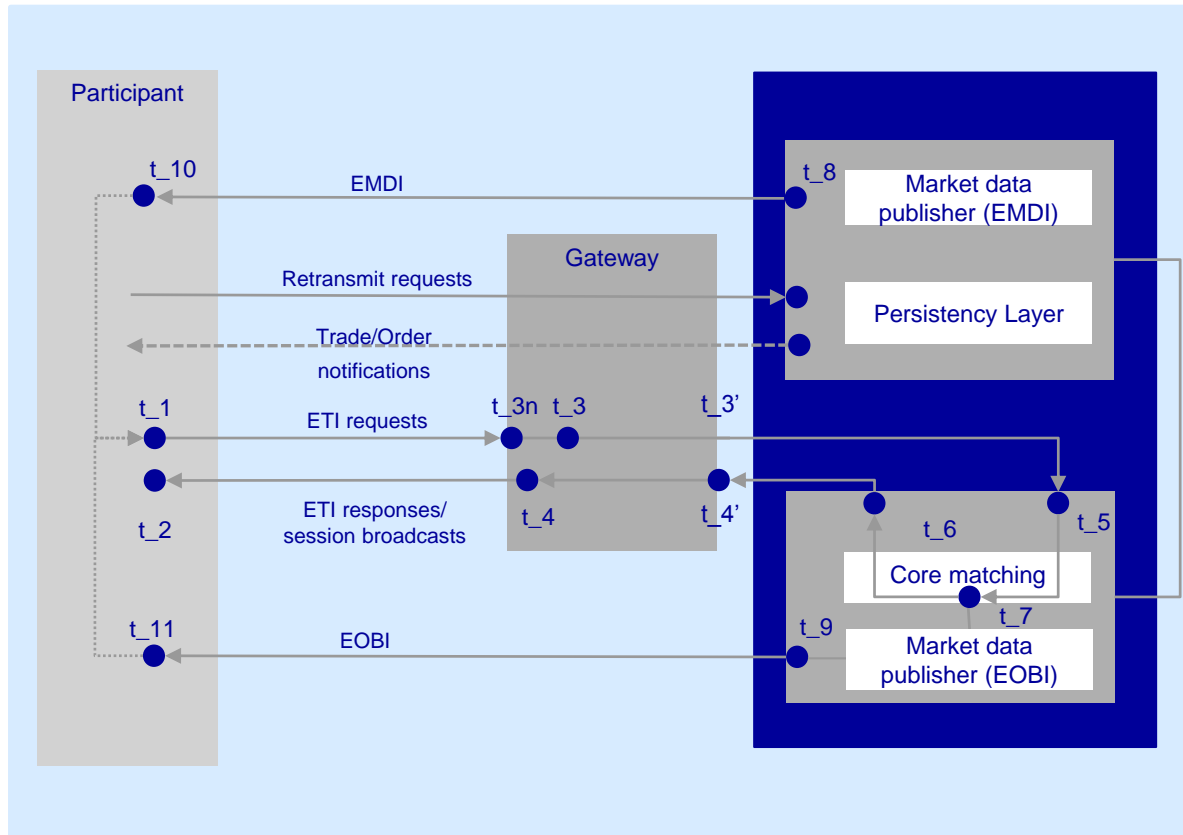 Participant
t_10
EMDI
t_8
Market data
publisher (EMDI)
Gateway
Retransmit requests
Persistency Layer
Trade/Order
notifications
t_1
ETI requests
t_3n
t_3
t_3’
t_2
ETI responses/
session broadcasts
t_4
t_4’
t_6
t_5
Core matching
t_7
t_11
EOBI
t_9
Market data
publisher (EOBI)